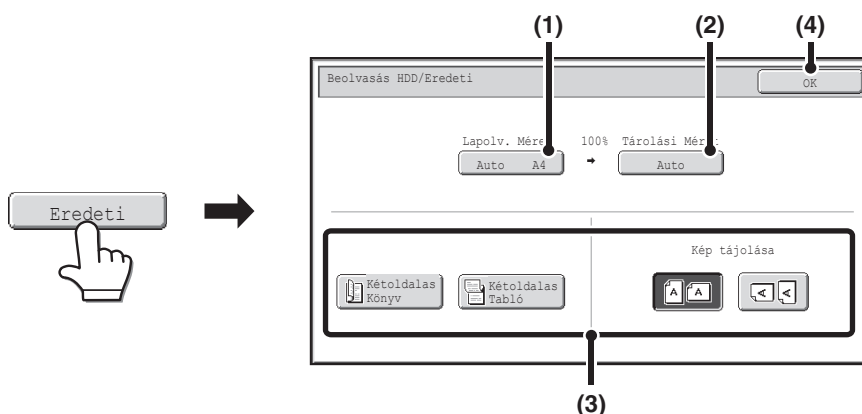 (1) (2) (4)
Beolvasás HDD/Eredeti OK
Lapolv. 100% Tárolási
Auto A4 Auto
Eredeti
Kép tájolása
Kétoldalas
Könyv
Kétoldalas
Tabló
A A A A
(3)